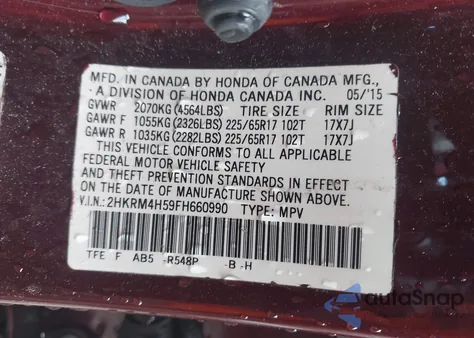 MFD. IN CANADA BY HONDA OF CANADA MFG.,
A DIVISION OF HONDA CANADA INC. 05/'15
GVWR 2070KG (4564LBS) TIRE SIZE RIM SIZE
GAWR F 1055KG (2326LBS) 225/65R17 102T 17X7J
GAWR R 1035KG (2282LBS) 225/65R17 102T 17X7J
THIS VEHICLE CONFORMS TO ALL APPLICABLE
FEDERAL MOTOR VEHICLE SAFETY
AND THEFT PREVENTION STANDARDS IN EFFECT
ON THE DATE OF MANUFACTURE SHOWN ABOVE.
V.I.N.: 2HKRM4H59FH660990 TYPE: MPV
TFE F AB5 -R548P -B -H
AutoSnap